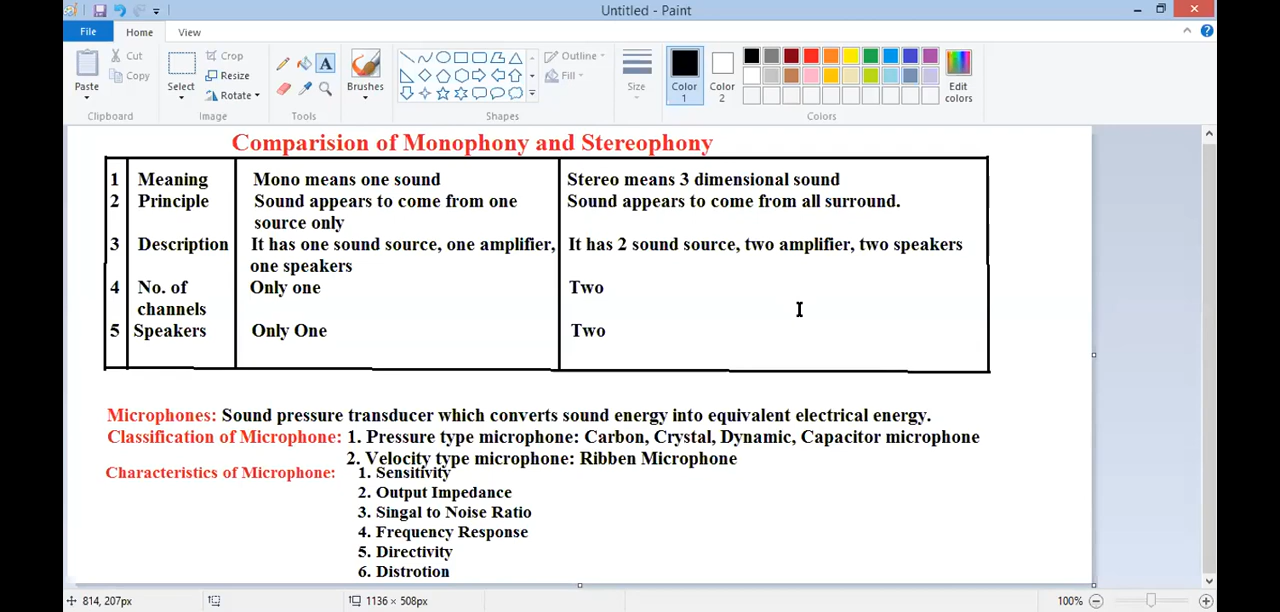 Untitled - Paint
File Home View
Paste Cut Copy
Clipboard
Select Crop Resize Rotate
Image
Tools
Brushes
Shapes
Outline Fill
Size
Color 1 Color 2
Edit colors
Colors
Comparision of Monophony and Stereophony
1 Meaning Mono means one sound Stereo means 3 dimensional sound
2 Principle Sound appears to come from one source only Sound appears to come from all surround.
3 Description It has one sound source, one amplifier, one speakers It has 2 sound source, two amplifier, two speakers
4 No. of channels Only one Two
5 Speakers Only One Two
Microphones: Sound pressure transducer which converts sound energy into equivalent electrical energy.
Classification of Microphone: 1. Pressure type microphone: Carbon, Crystal, Dynamic, Capacitor microphone
2. Velocity type microphone: Ribben Microphone
Characteristics of Microphone: 1. Sensitivity
2. Output Impedance
3. Singal to Noise Ratio
4. Frequency Response
5. Directivity
6. Distrotion
814, 207px 1136 × 508px 100%